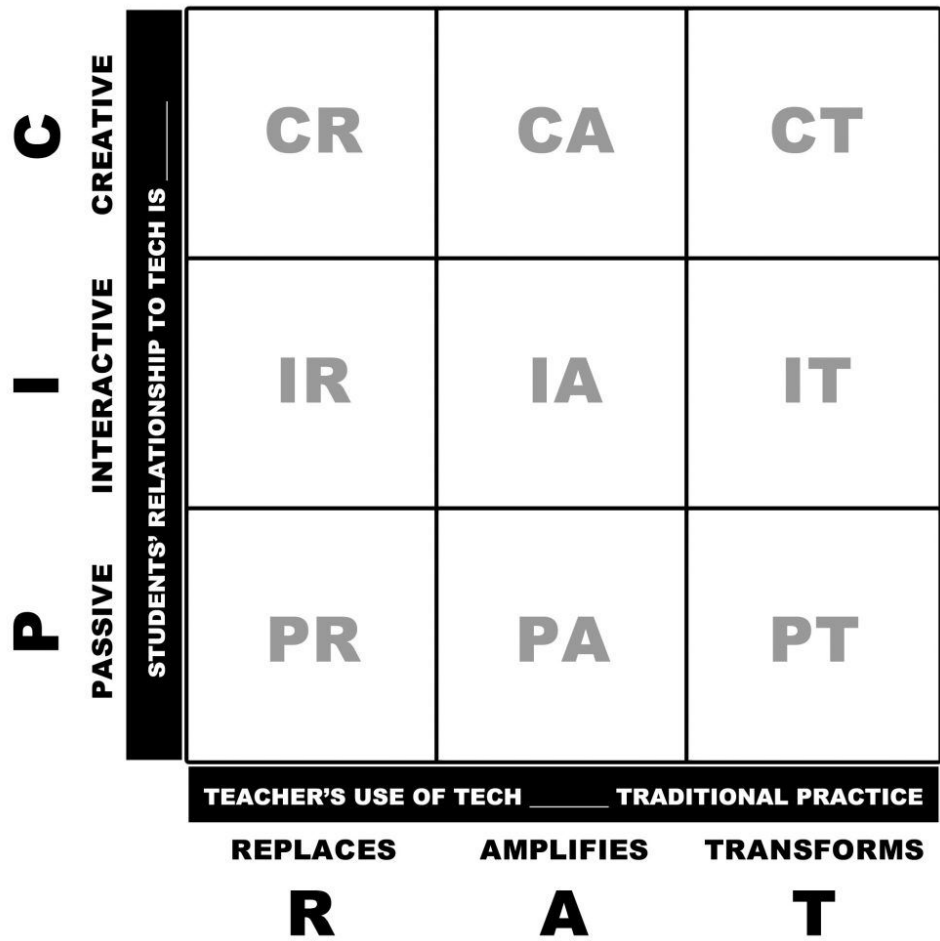 C
CREATIVE
I
INTERACTIVE
P
PASSIVE
STUDENTS’ RELATIONSHIP TO TECH IS ______
CR CA CT
IR IA IT
PR PA PT
TEACHER’S USE OF TECH ______ TRADITIONAL PRACTICE
REPLACES AMPLIFIES TRANSFORMS
R A T